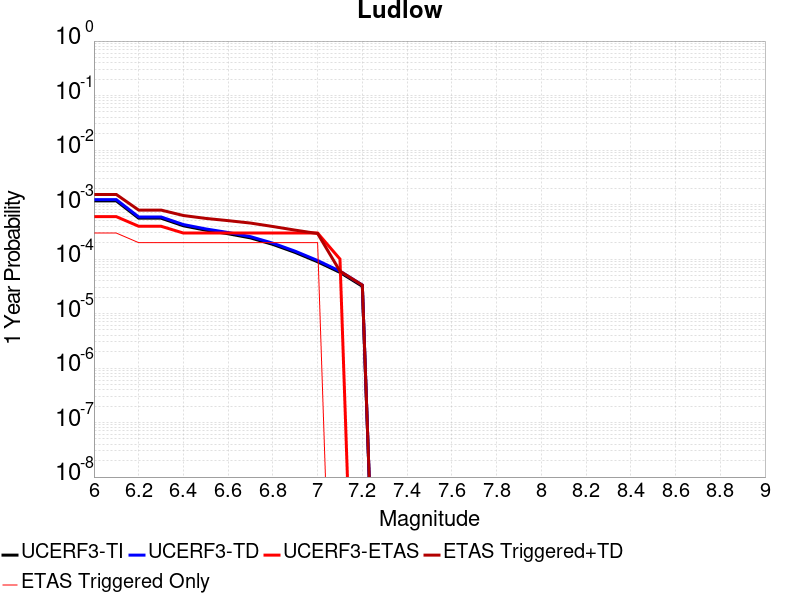 Ludlow
10^0
10^-1
10^-2
10^-3
10^-4
10^-5
10^-6
10^-7
10^-8
1 Year Probability
6 6.2 6.4 6.6 6.8 7 7.2 7.4 7.6 7.8 8 8.2 8.4 8.6 8.8 9
Magnitude
UCERF3-TI UCERF3-TD UCERF3-ETAS ETAS Triggered+TD
ETAS Triggered Only